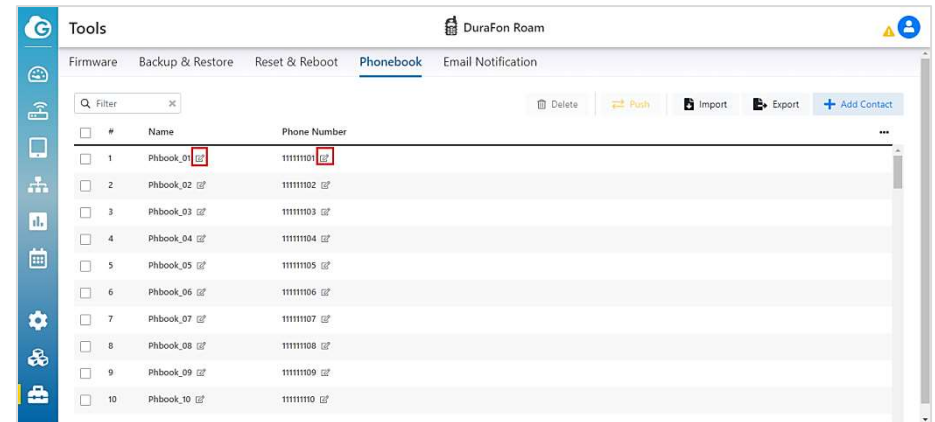 Tools
DuraFon Roam
Firmware Backup & Restore Reset & Reboot Phonebook Email Notification
Filter Delete Push Import Export Add Contact
# Name Phone Number
1 Phbook_01 111111101
2 Phbook_02 111111102
3 Phbook_03 111111103
4 Phbook_04 111111104
5 Phbook_05 111111105
6 Phbook_06 111111106
7 Phbook_07 111111107
8 Phbook_08 111111108
9 Phbook_09 111111109
10 Phbook_10 111111110